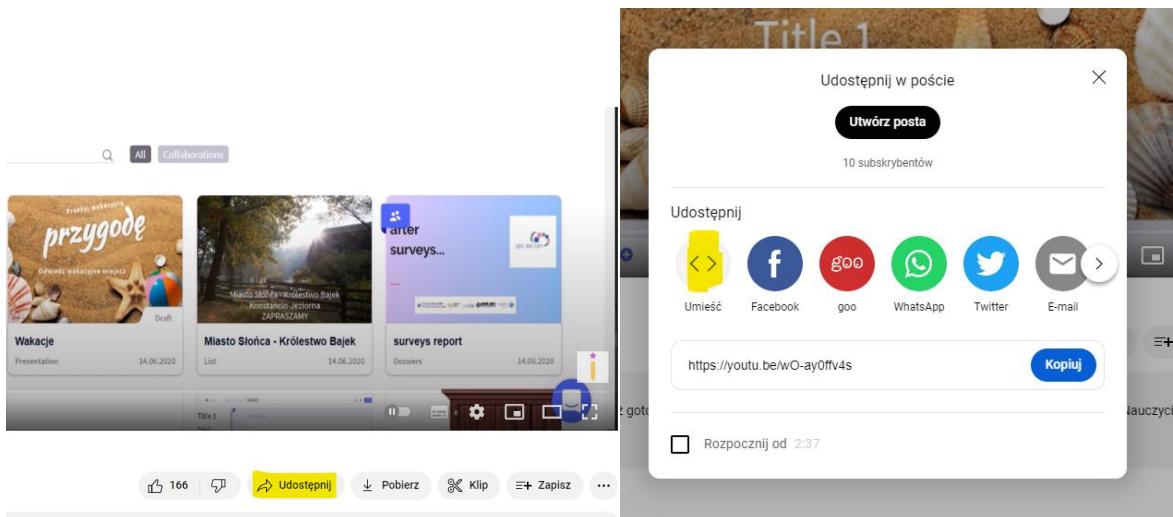 All Collaborations
Przeżyj wakacyjną
przygodę
Odwiedź wakacyjne miejsca
Draft
Wakacje
Presentation 14.06.2020
Miasto Słońca - Królestwo Bajek
Konstancin-Jeziorna
ZAPRASZAMY
Miasto Słońca - Królestwo Bajek
List 14.06.2020
after
surveys...
surveys report
Dossiers 14.06.2020
Title 1
166 Udostępnij Pobierz Klip Zapisz
Title 1
Udostępnij w poście
Utwórz posta
10 subskrybentów
Udostępnij
goo
Umieść Facebook goo WhatsApp Twitter E-mail
https://youtu.be/wO-ay0ffv4s Kopiuj
Rozpocznij od 2:37